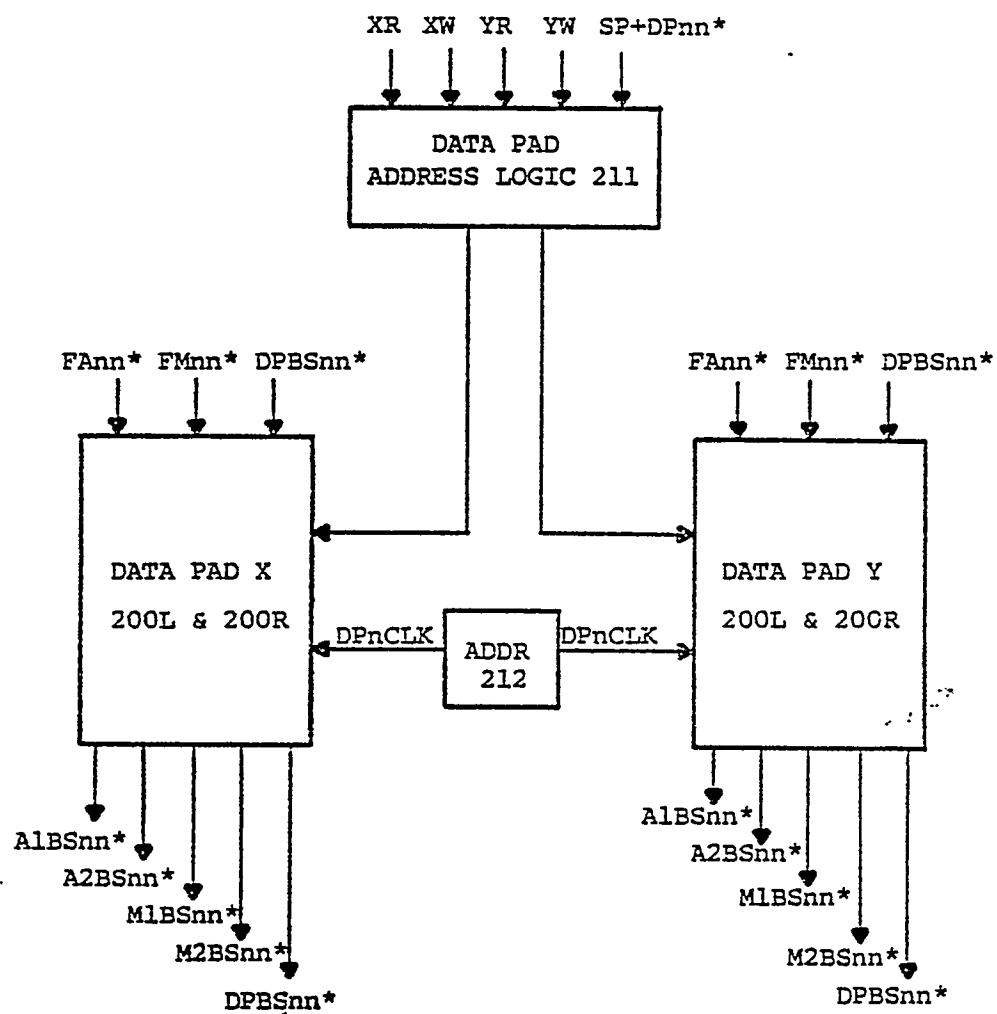 XR XW YR YW SP+DPnn*
DATA PAD
ADDRESS LOGIC 211
FAnn* FMnn* DPBSnn*
FAnn* FMnn* DPBSnn*
DATA PAD X
200L & 200R
DATA PAD Y
200L & 200R
DPnCLK
ADDR
212
DPnCLK
A1BSnn*
A2BSnn*
M1BSnn*
M2BSnn*
DPBSnn*
A1BSnn*
A2BSnn*
M1BSnn*
M2BSnn*
DPBSnn*